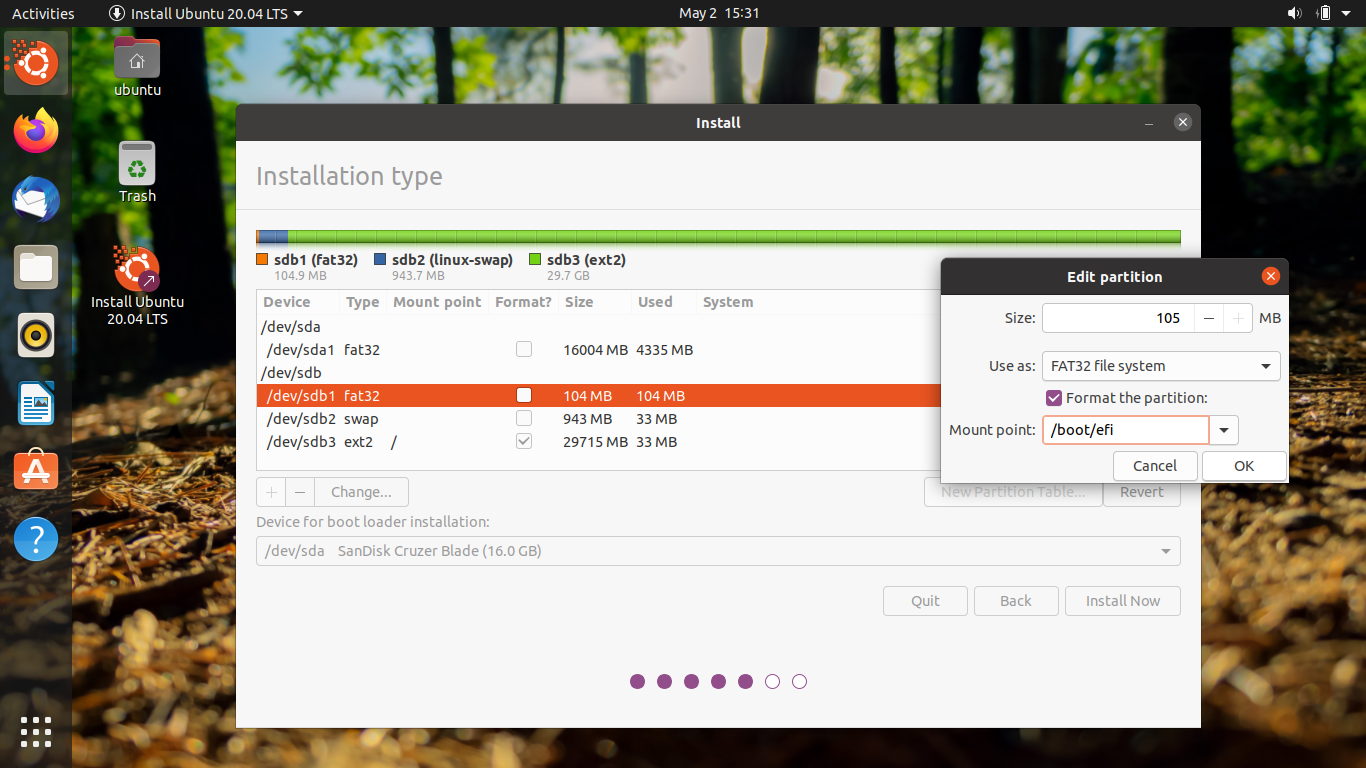 Activities Install Ubuntu 20.04 LTS May 2 15:31
ubuntu
Trash
Install Ubuntu
20.04 LTS
Install
Installation type
sdb1 (fat32) sdb2 (linux-swap) sdb3 (ext2)
104.9 MB 943.7 MB 29.7 GB
Device Type Mount point Format? Size Used System
/dev/sda
/dev/sda1 fat32 16004 MB 4335 MB
/dev/sdb
/dev/sdb1 fat32 104 MB 104 MB
/dev/sdb2 swap 943 MB 33 MB
/dev/sdb3 ext2 / 29715 MB 33 MB
+ − Change... New Partition Table... Revert
Device for boot loader installation:
/dev/sda SanDisk Cruzer Blade (16.0 GB)
Quit Back Install Now
Edit partition
Size: 105 − + MB
Use as: FAT32 file system
Format the partition:
Mount point: /boot/efi
Cancel OK